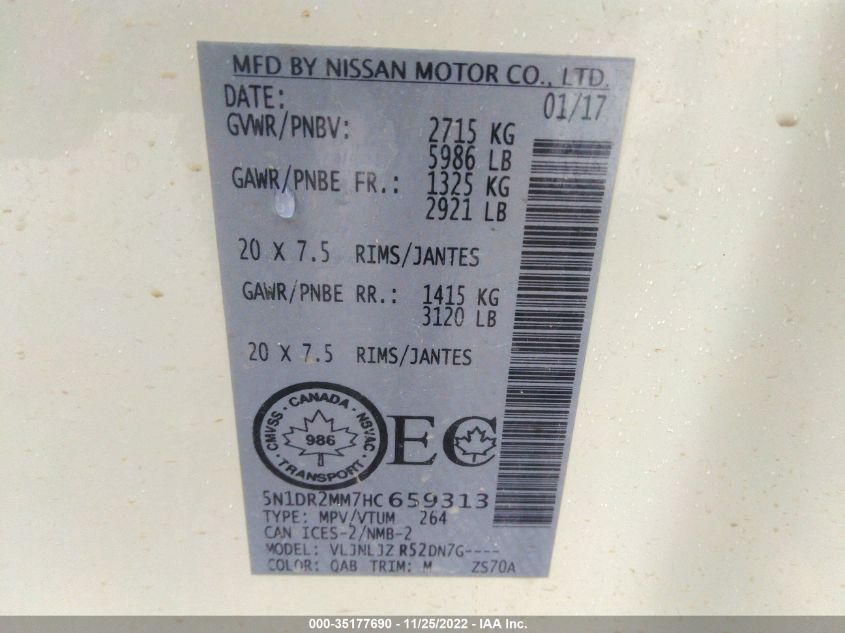 MFD BY NISSAN MOTOR CO., LTD.
DATE: 01/17
GVWR/PNBV: 2715 KG
5986 LB
GAWR/PNBE FR.: 1325 KG
2921 LB
20 X 7.5 RIMS/JANTES
GAWR/PNBE RR.: 1415 KG
3120 LB
20 X 7.5 RIMS/JANTES
CMVSS · CANADA · NSVAC
986
TRANSPORT
EC
5N1DR2MM7HC659313
TYPE: MPV/VTUM 264
CAN ICES-2/NMB-2
MODEL: VLJNLJZ R52DN7G----
COLOR: QAB TRIM: M ZS70A
000-35177690 - 11/25/2022 - IAA Inc.